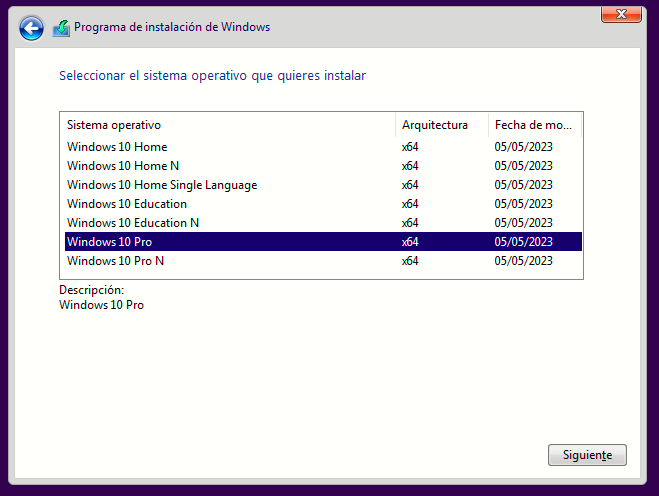 Programa de instalación de Windows
Seleccionar el sistema operativo que quieres instalar
Sistema operativo Arquitectura Fecha de mo...
Windows 10 Home x64 05/05/2023
Windows 10 Home N x64 05/05/2023
Windows 10 Home Single Language x64 05/05/2023
Windows 10 Education x64 05/05/2023
Windows 10 Education N x64 05/05/2023
Windows 10 Pro x64 05/05/2023
Windows 10 Pro N x64 05/05/2023
Descripción:
Windows 10 Pro
Siguiente